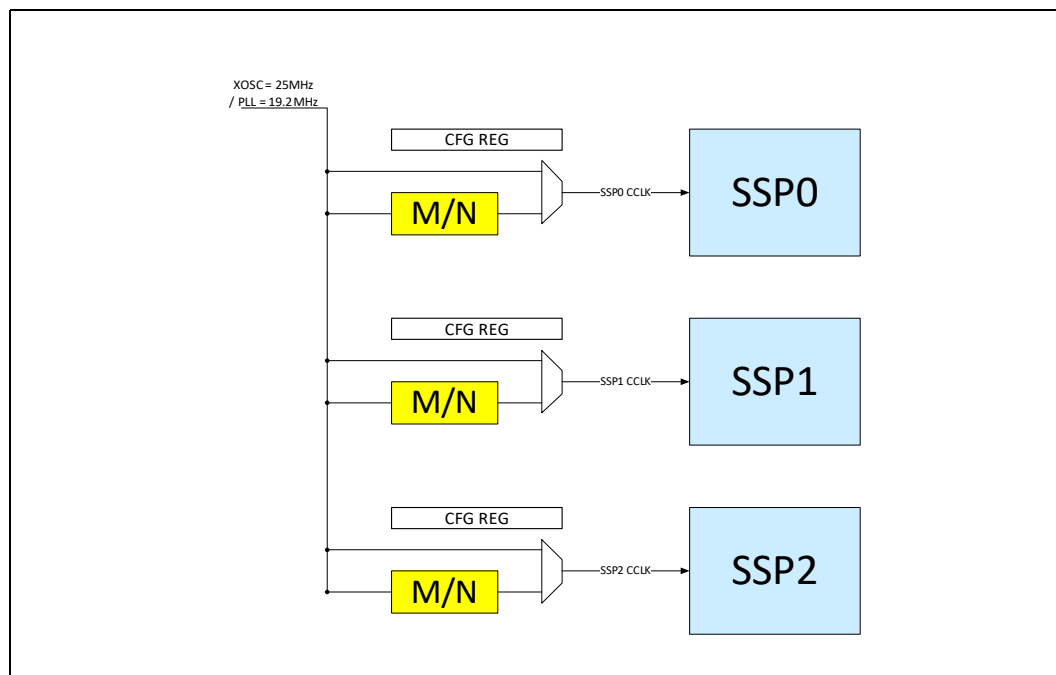 XOSC = 25MHz
/ PLL = 19.2MHz
CFG REG
M/N
SSP0 CCLK
SSP0
CFG REG
M/N
SSP1 CCLK
SSP1
CFG REG
M/N
SSP2 CCLK
SSP2